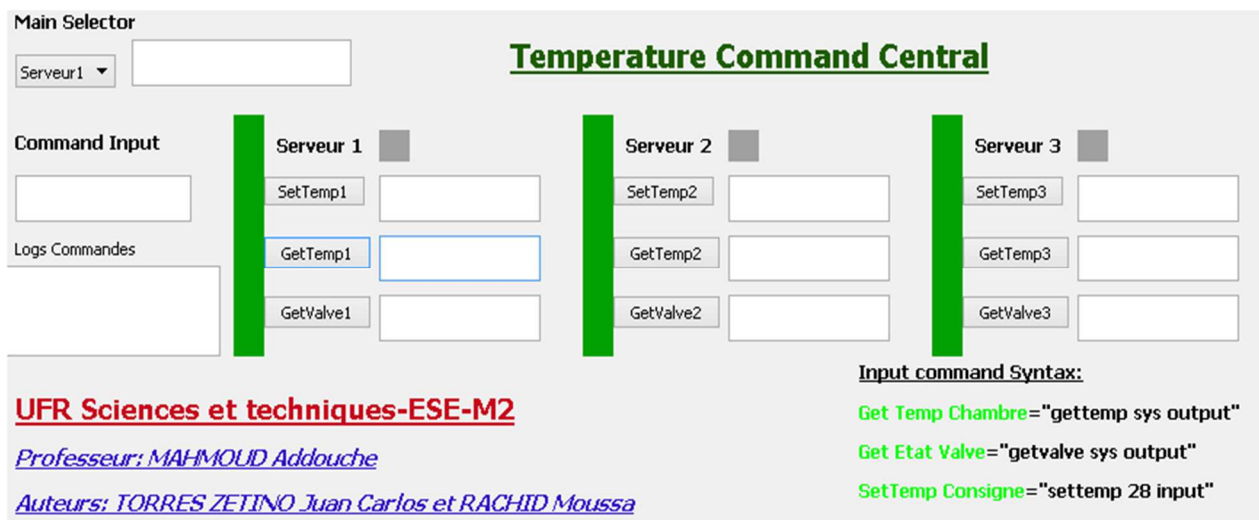 Main Selector
Serveur1
Temperature Command Central
Command Input
Serveur 1
Serveur 2
Serveur 3
SetTemp1
SetTemp2
SetTemp3
Logs Commandes
GetTemp1
GetTemp2
GetTemp3
GetValve1
GetValve2
GetValve3
Input command Syntax:
UFR Sciences et techniques-ESE-M2
Get Temp Chambre="gettemp sys output"
Professeur: MAHMOUD Addouche
Get Etat Valve="getvalve sys output"
Auteurs: TORRES ZETINO Juan Carlos et RACHID Moussa
SetTemp Consigne="settemp 28 input"